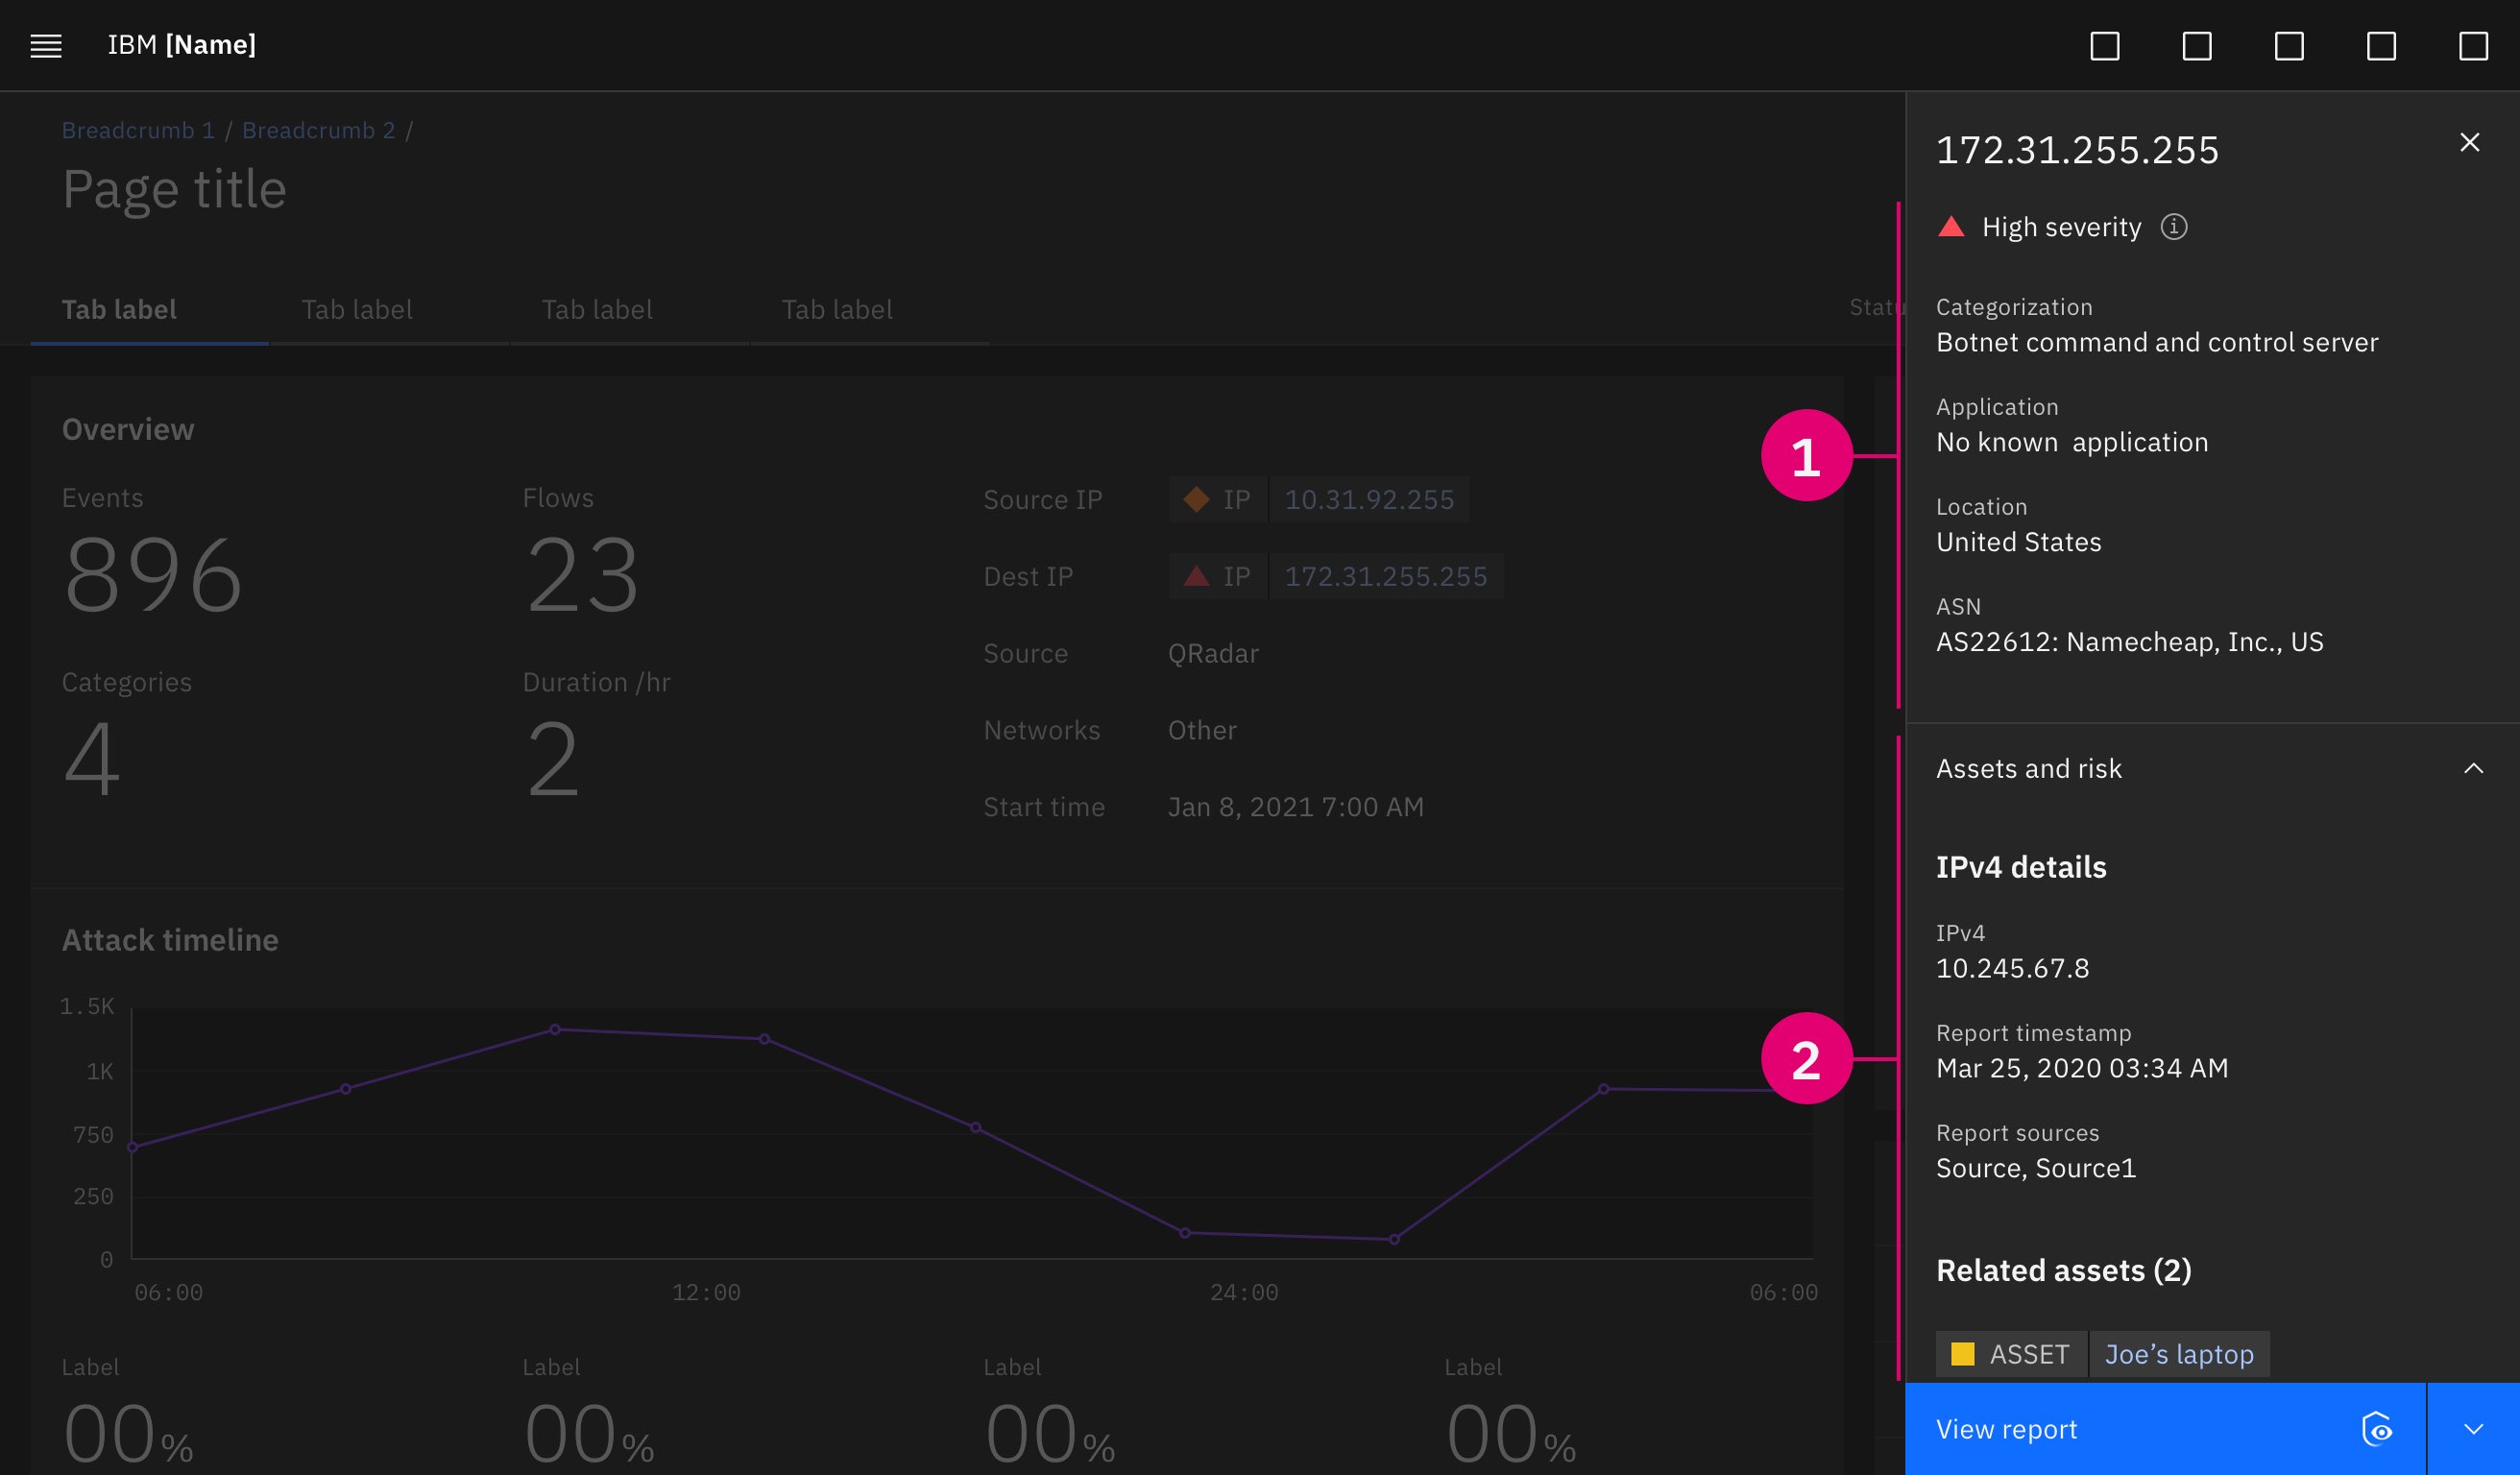 IBM [Name]
Breadcrumb 1 / Breadcrumb 2 /
Page title
Tab label
Tab label
Tab label
Tab label
Overview
Events
896
Flows
23
Categories
4
Duration /hr
2
Source IP
IP 10.31.92.255
Dest IP
IP 172.31.255.255
Source
QRadar
Networks
Other
Start time
Jan 8, 2021 7:00 AM
Attack timeline
1.5K
1K
750
250
0
06:00
12:00
24:00
06:00
Label
00%
Label
00%
Label
00%
Label
00%
1
2
172.31.255.255
High severity
Categorization
Botnet command and control server
Application
No known  application
Location
United States
ASN
AS22612: Namecheap, Inc., US
Assets and risk
IPv4 details
IPv4
10.245.67.8
Report timestamp
Mar 25, 2020 03:34 AM
Report sources
Source, Source1
Related assets (2)
ASSET Joe’s laptop
View report